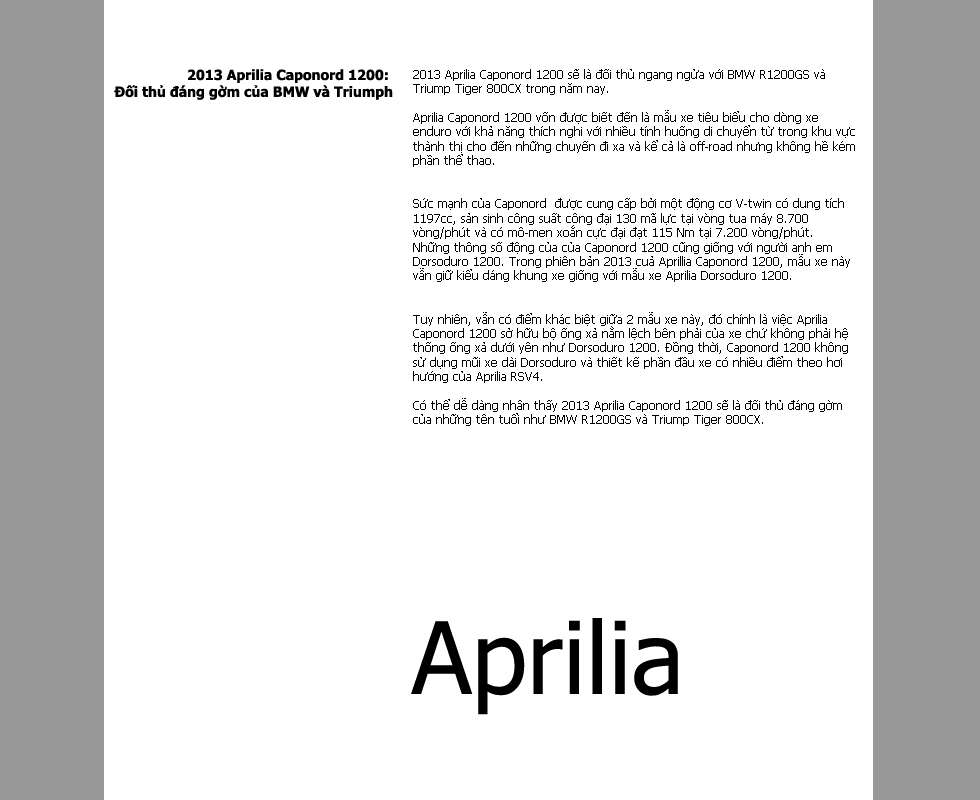 2013 Aprilia Caponord 1200:
Đối thủ đáng gờm của BMW và Triumph
2013 Aprilia Caponord 1200 sẽ là đối thủ ngang ngửa với BMW R1200GS và
Triump Tiger 800CX trong năm nay.
Aprilia Caponord 1200 vốn được biết đến là mẫu xe tiêu biểu cho dòng xe
enduro với khả năng thích nghi với nhiều tính huống di chuyển từ trong khu vực
thành thị cho đến những chuyến đi xa và kể cả là off-road nhưng không hề kém
phần thể thao.
Sức mạnh của Caponord  được cung cấp bởi một động cơ V-twin có dung tích
1197cc, sản sinh công suất cộng đại 130 mã lực tại vòng tua máy 8.700
vòng/phút và có mô-men xoắn cực đại đạt 115 Nm tại 7.200 vòng/phút.
Những thông số động của của Caponord 1200 cũng giống với người anh em
Dorsoduro 1200. Trong phiên bản 2013 cuả Aprillia Caponord 1200, mẫu xe này
vẫn giữ kiểu dáng khung xe giống với mẫu xe Aprilia Dorsoduro 1200.
Tuy nhiên, vẫn có điểm khác biệt giữa 2 mẫu xe này, đó chính là việc Aprilia
Caponord 1200 sở hữu bộ ống xả nằm lệch bên phải của xe chứ không phải hệ
thống ống xả dưới yên như Dorsoduro 1200. Đồng thời, Caponord 1200 không
sử dụng mũi xe dài Dorsoduro và thiết kế phần đầu xe có nhiều điểm theo hơi
hướng của Aprilia RSV4.
Có thể dễ dàng nhân thấy 2013 Aprilia Caponord 1200 sẽ là đối thủ đáng gờm
của những tên tuổi như BMW R1200GS và Triump Tiger 800CX.
Aprilia